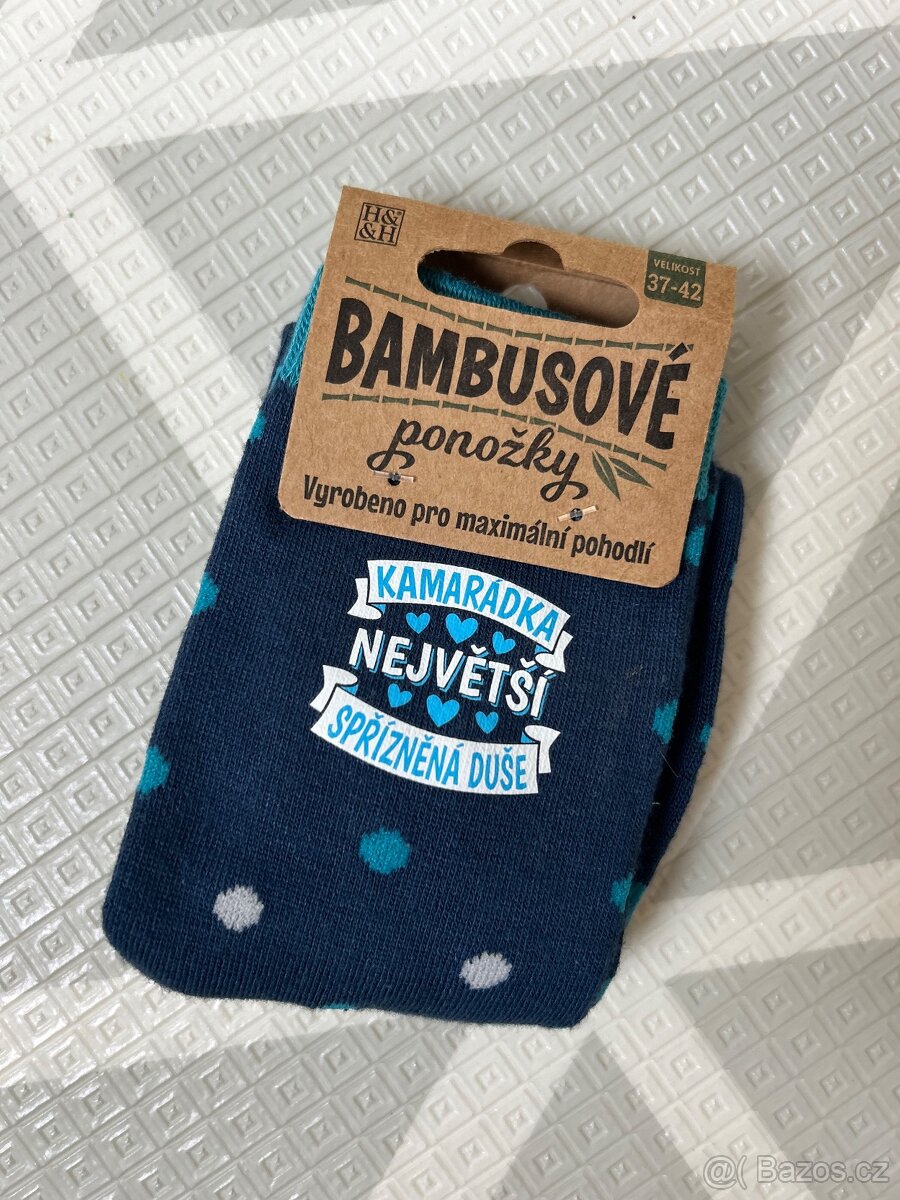 H&
&H
VELIKOST
37-42
BAMBUSOVÉ
ponožky
Vyrobeno pro maximální pohodlí
KAMARÁDKA
NEJVĚTŠÍ
SPŘÍZNĚNÁ DUŠE
@( Bazos.cz